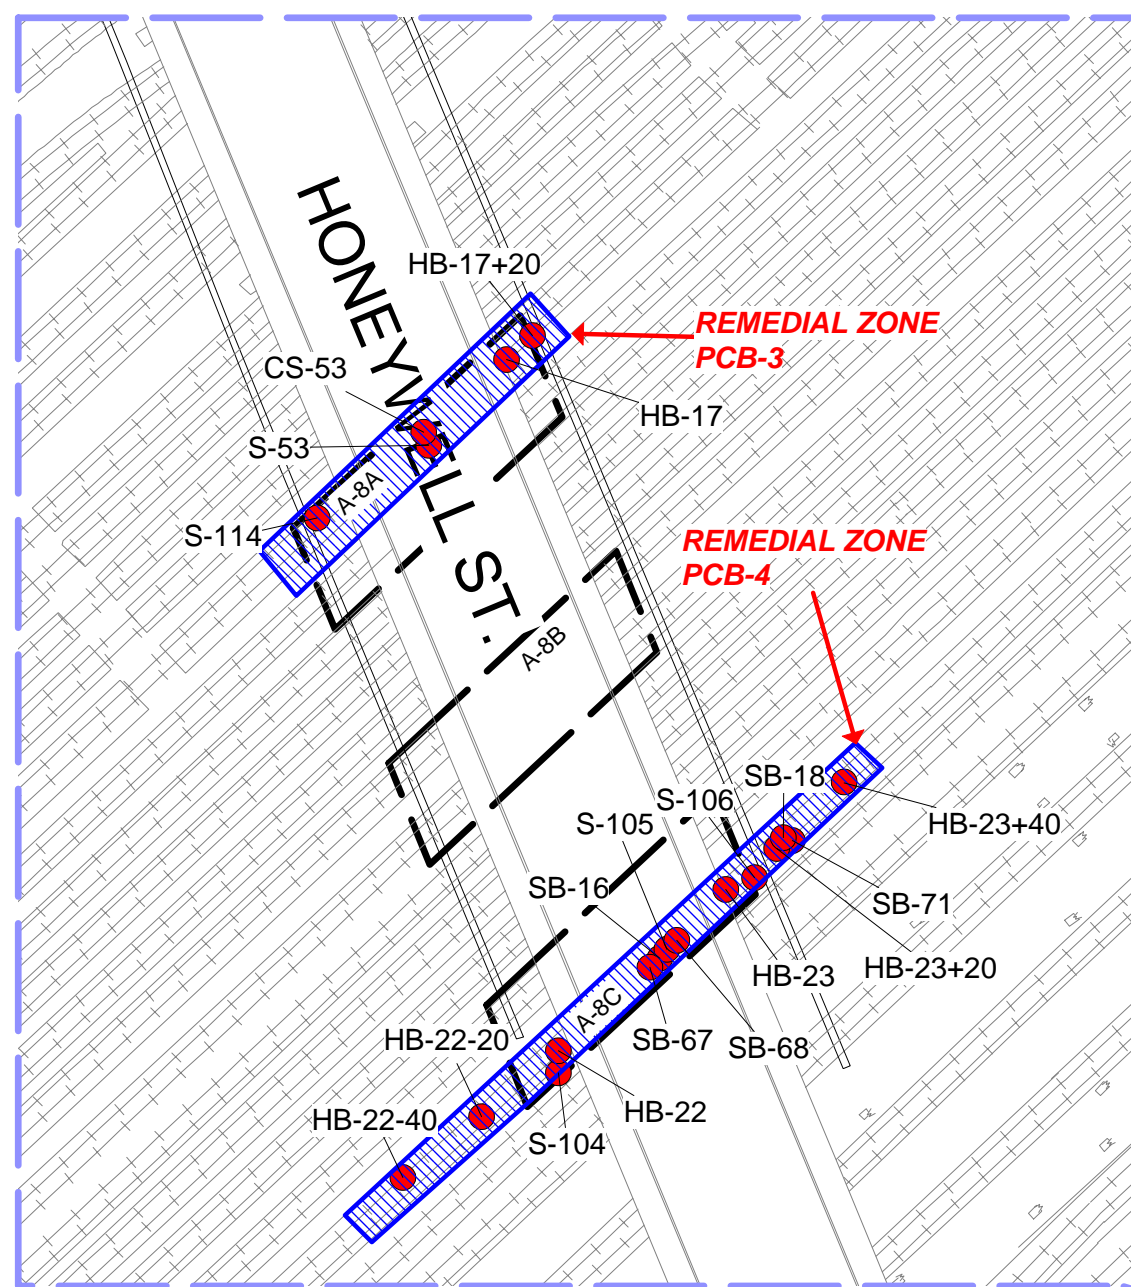 HONEYWELL ST.
HB-17+20
REMEDIAL ZONE
PCB-3
CS-53
HB-17
S-53
A-8A
S-114
REMEDIAL ZONE
PCB-4
A-8B
SB-18
S-106
HB-23+40
S-105
SB-16
SB-71
HB-23
HB-23+20
A-8C
HB-22-20
SB-67
SB-68
HB-22-40
HB-22
S-104